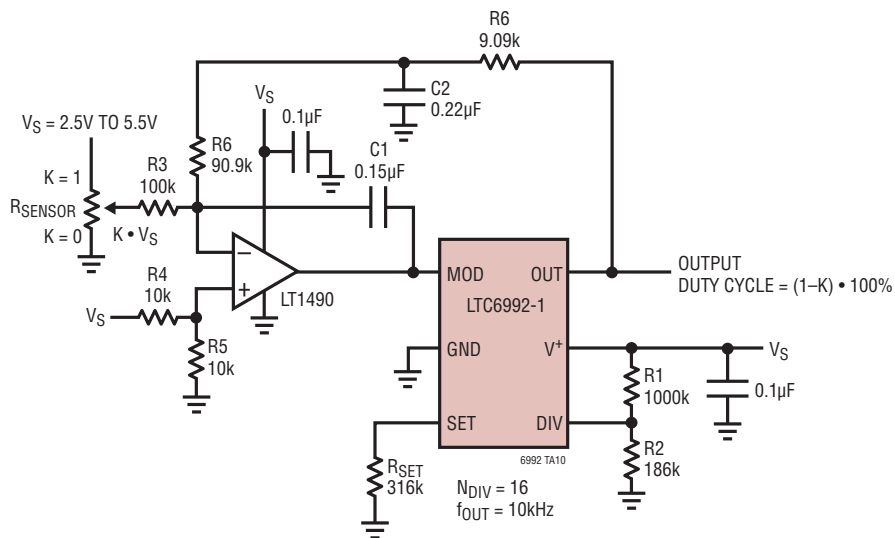 R6
9.09k
C2
0.22µF
VS
0.1µF
VS = 2.5V TO 5.5V
R6
90.9k
C1
0.15µF
R3
100k
K = 1
RSENSOR
K = 0
K • VS
R4
10k
VS
R5
10k
−
+
LT1490
MOD
OUT
LTC6992-1
GND
V+
SET
DIV
OUTPUT
DUTY CYCLE = (1–K) • 100%
VS
R1
1000k
0.1µF
R2
186k
6992 TA10
RSET
316k
NDIV = 16
fOUT = 10kHz